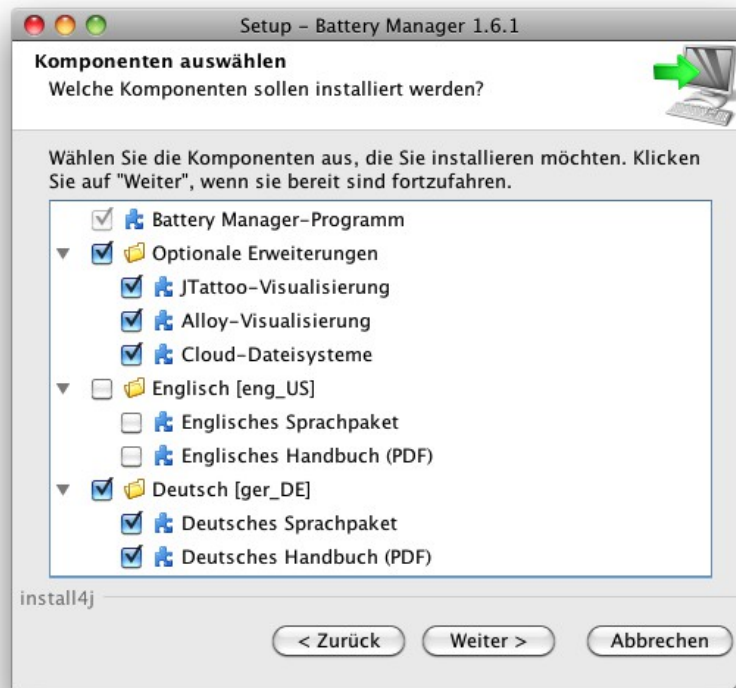 Setup – Battery Manager 1.6.1
Komponenten auswählen
Welche Komponenten sollen installiert werden?
Wählen Sie die Komponenten aus, die Sie installieren möchten. Klicken
Sie auf "Weiter", wenn sie bereit sind fortzufahren.
Battery Manager-Programm
Optionale Erweiterungen
JTattoo-Visualisierung
Alloy-Visualisierung
Cloud-Dateisysteme
Englisch [eng_US]
Englisches Sprachpaket
Englisches Handbuch (PDF)
Deutsch [ger_DE]
Deutsches Sprachpaket
Deutsches Handbuch (PDF)
install4j
< Zurück
Weiter >
Abbrechen